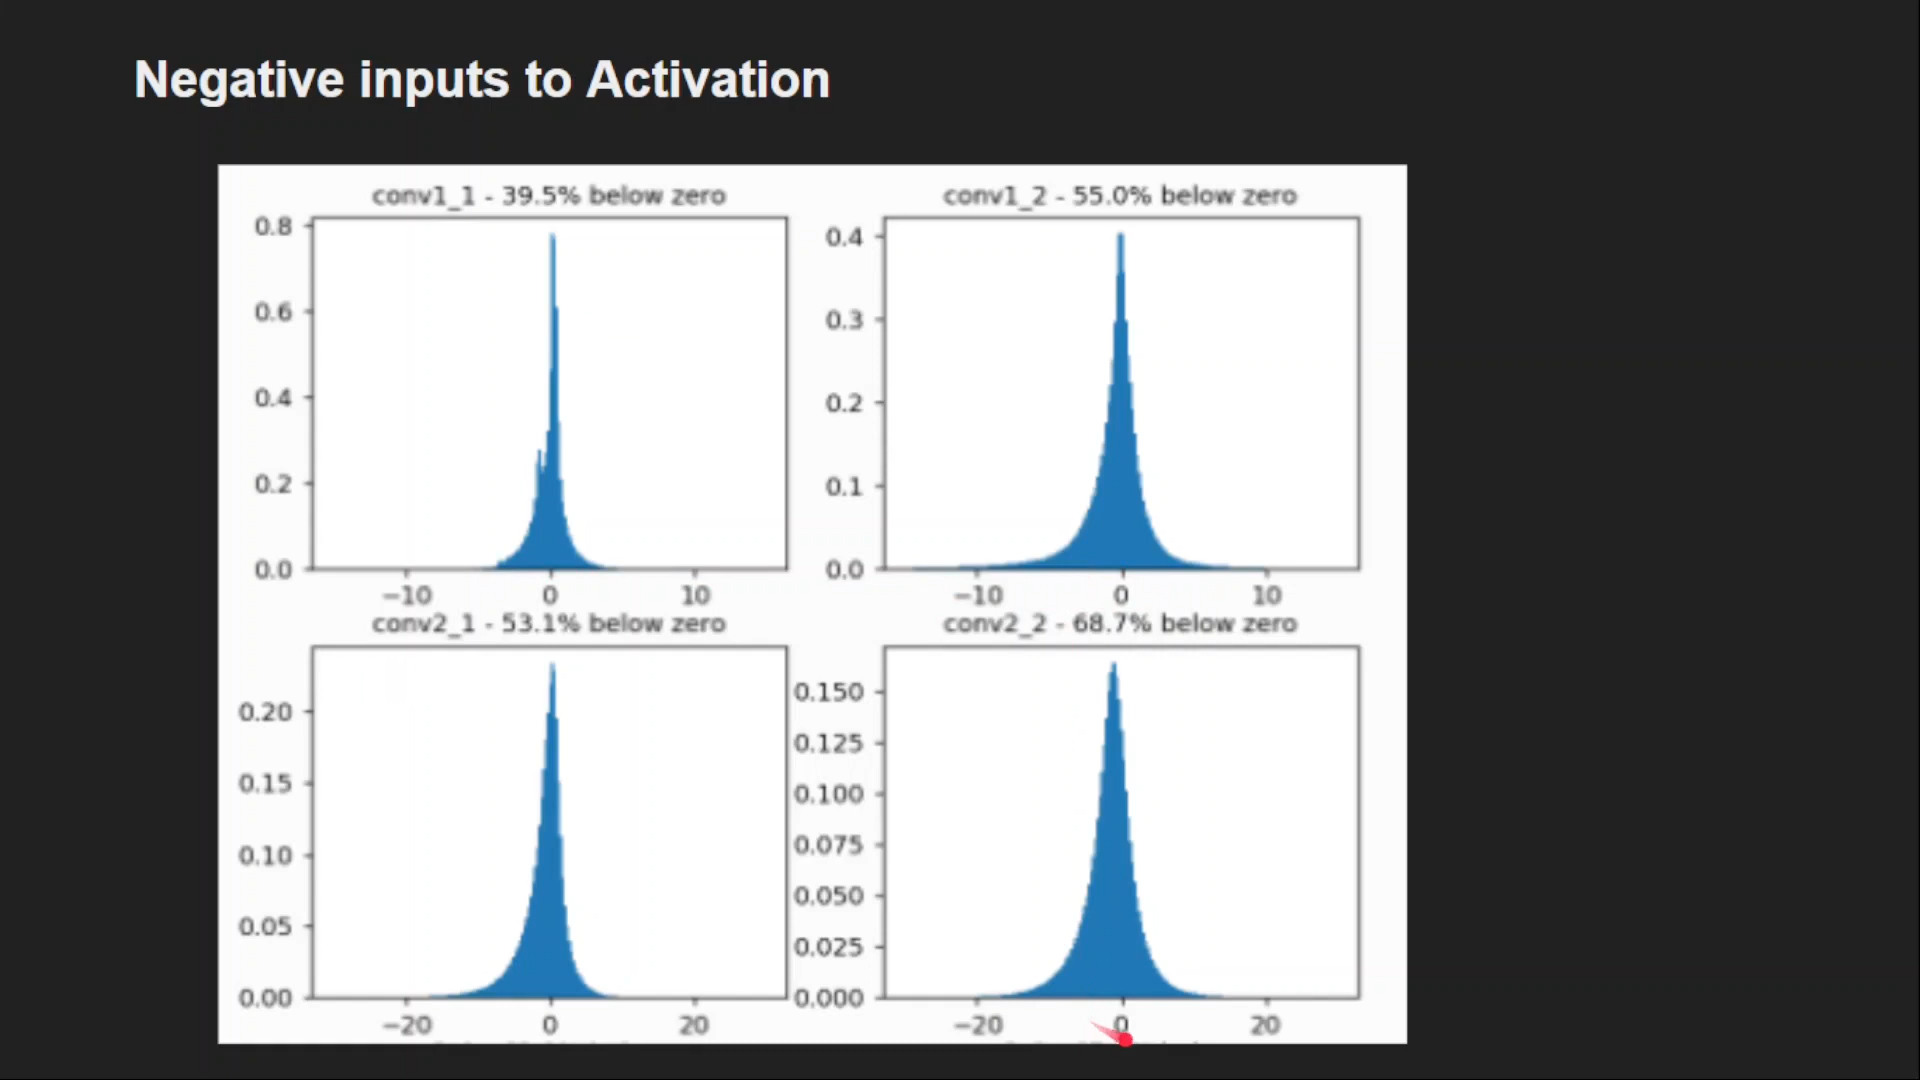 Negative inputs to Activation
conv1_1 - 39.5% below zero
0.8
0.6
0.4
0.2
0.0
−10 0 10
conv1_2 - 55.0% below zero
0.4
0.3
0.2
0.1
0.0
−10 0 10
conv2_1 - 53.1% below zero
0.20
0.15
0.10
0.05
0.00
−20 0 20
conv2_2 - 68.7% below zero
0.150
0.125
0.100
0.075
0.050
0.025
0.000
−20 0 20